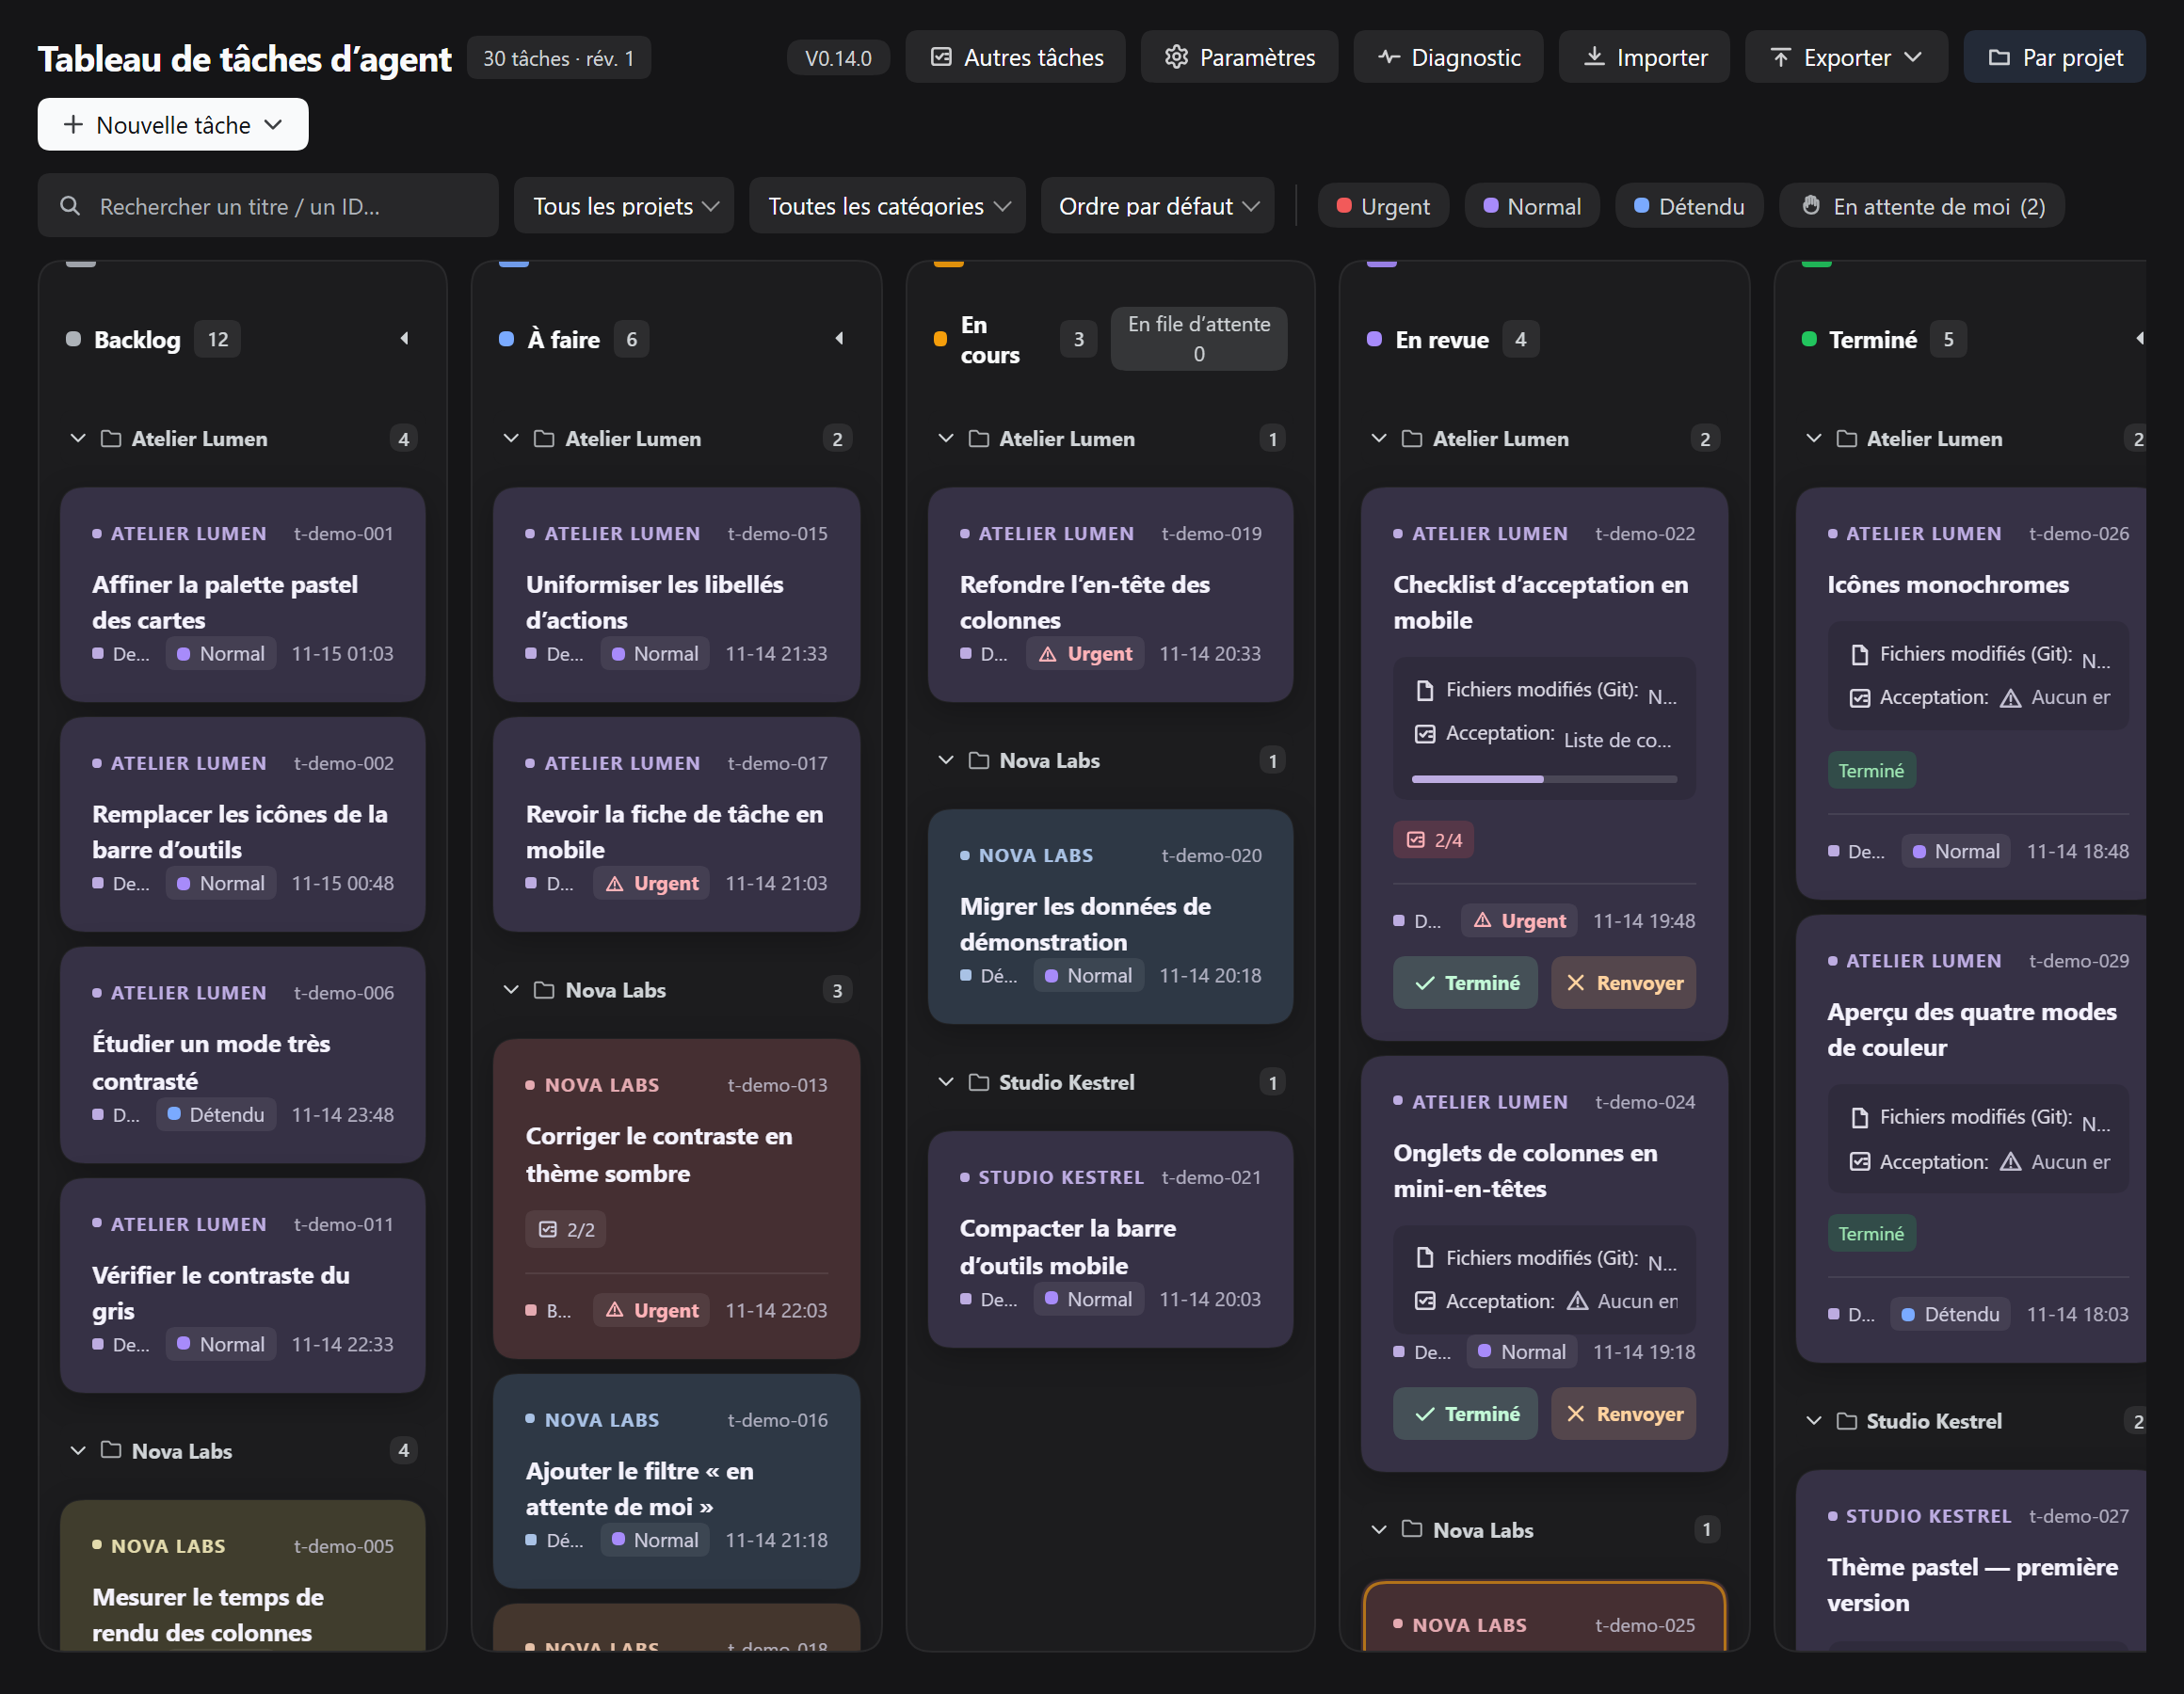 Tableau de tâches d’agent
30 tâches · rév. 1
V0.14.0
Autres tâches
Paramètres
Diagnostic
Importer
Exporter
Par projet
Nouvelle tâche
Rechercher un titre / un ID...
Tous les projets
Toutes les catégories
Ordre par défaut
Urgent
Normal
Détendu
En attente de moi (2)
Backlog 12
Atelier Lumen 4
ATELIER LUMEN t-demo-001
Affiner la palette pastel
des cartes
De... Normal 11-15 01:03
ATELIER LUMEN t-demo-002
Remplacer les icônes de la
barre d’outils
De... Normal 11-15 00:48
ATELIER LUMEN t-demo-006
Étudier un mode très
contrasté
D... Détendu 11-14 23:48
ATELIER LUMEN t-demo-011
Vérifier le contraste du
gris
De... Normal 11-14 22:33
Nova Labs 4
NOVA LABS t-demo-005
Mesurer le temps de
rendu des colonnes
À faire 6
Atelier Lumen 2
ATELIER LUMEN t-demo-015
Uniformiser les libellés
d’actions
De... Normal 11-14 21:33
ATELIER LUMEN t-demo-017
Revoir la fiche de tâche en
mobile
D... Urgent 11-14 21:03
Nova Labs 3
NOVA LABS t-demo-013
Corriger le contraste en
thème sombre
2/2
B... Urgent 11-14 22:03
NOVA LABS t-demo-016
Ajouter le filtre « en
attente de moi »
Dé... Normal 11-14 21:18
NOVA LABS t-demo-018
En
cours
3
En file d’attente
0
Atelier Lumen 1
ATELIER LUMEN t-demo-019
Refondre l’en-tête des
colonnes
D... Urgent 11-14 20:33
Nova Labs 1
NOVA LABS t-demo-020
Migrer les données de
démonstration
Dé... Normal 11-14 20:18
Studio Kestrel 1
STUDIO KESTREL t-demo-021
Compacter la barre
d’outils mobile
De... Normal 11-14 20:03
En revue 4
Atelier Lumen 2
ATELIER LUMEN t-demo-022
Checklist d’acceptation en
mobile
Fichiers modifiés (Git): N...
Acceptation: Liste de co...
2/4
D... Urgent 11-14 19:48
Terminé Renvoyer
ATELIER LUMEN t-demo-024
Onglets de colonnes en
mini-en-têtes
Fichiers modifiés (Git): N...
Acceptation: Aucun en
De... Normal 11-14 19:18
Terminé Renvoyer
Nova Labs 1
NOVA LABS t-demo-025
Terminé 5
Atelier Lumen 2
ATELIER LUMEN t-demo-026
Icônes monochromes
Fichiers modifiés (Git): N...
Acceptation: Aucun er
Terminé
De... Normal 11-14 18:48
ATELIER LUMEN t-demo-029
Aperçu des quatre modes
de couleur
Fichiers modifiés (Git): N...
Acceptation: Aucun er
Terminé
D... Détendu 11-14 18:03
Studio Kestrel 2
STUDIO KESTREL t-demo-027
Thème pastel — première
version